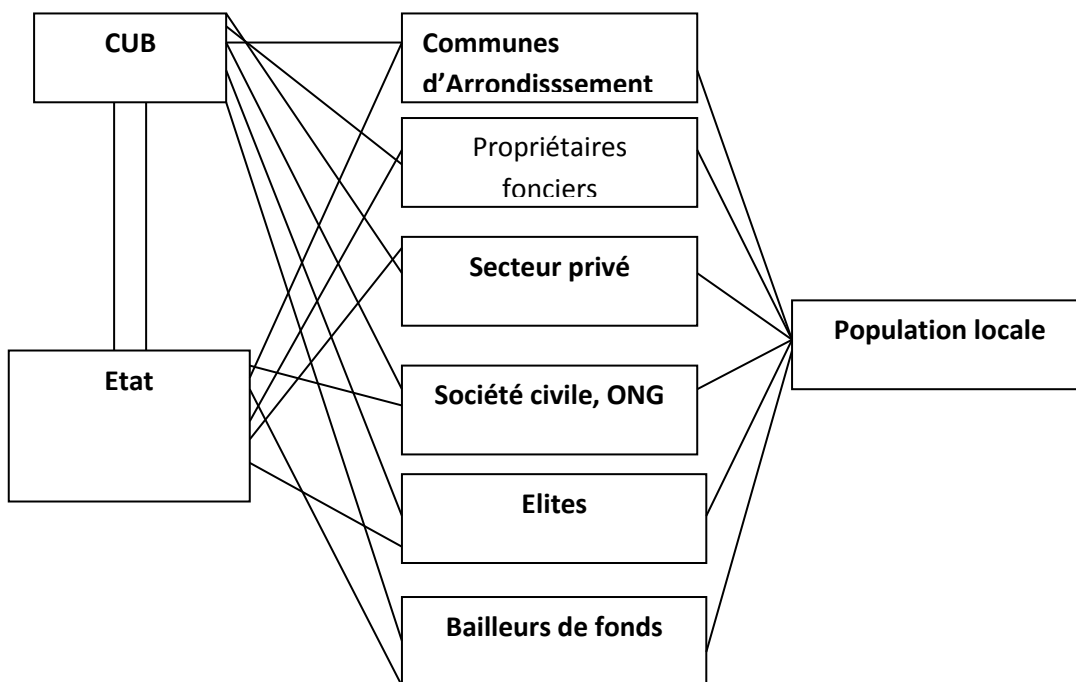 CUB
Communes
d’Arrondisssement
Propriétaires
fonciers
Secteur privé
Population locale
Etat
Société civile, ONG
Elites
Bailleurs de fonds